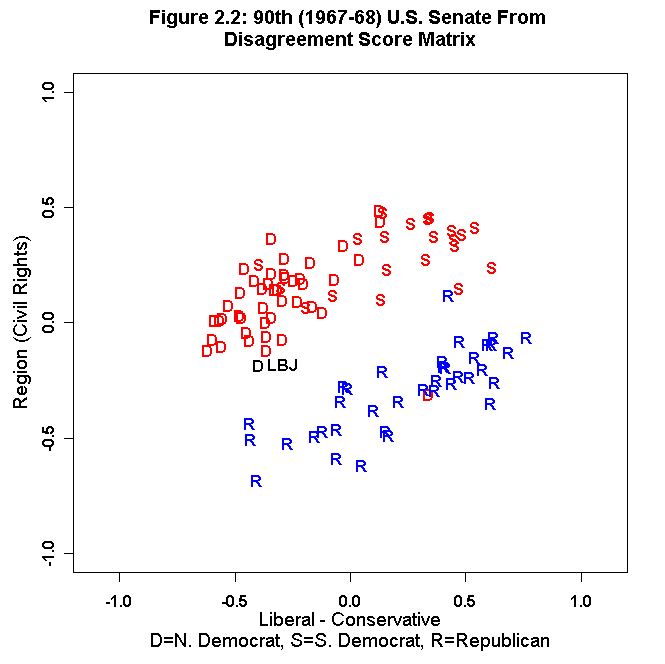 Figure 2.2: 90th (1967-68) U.S. Senate From
Disagreement Score Matrix
Region (Civil Rights)
1.0
0.5
0.0
-0.5
-1.0
D LBJ
-1.0 -0.5 0.0 0.5 1.0
Liberal - Conservative
D=N. Democrat, S=S. Democrat, R=Republican